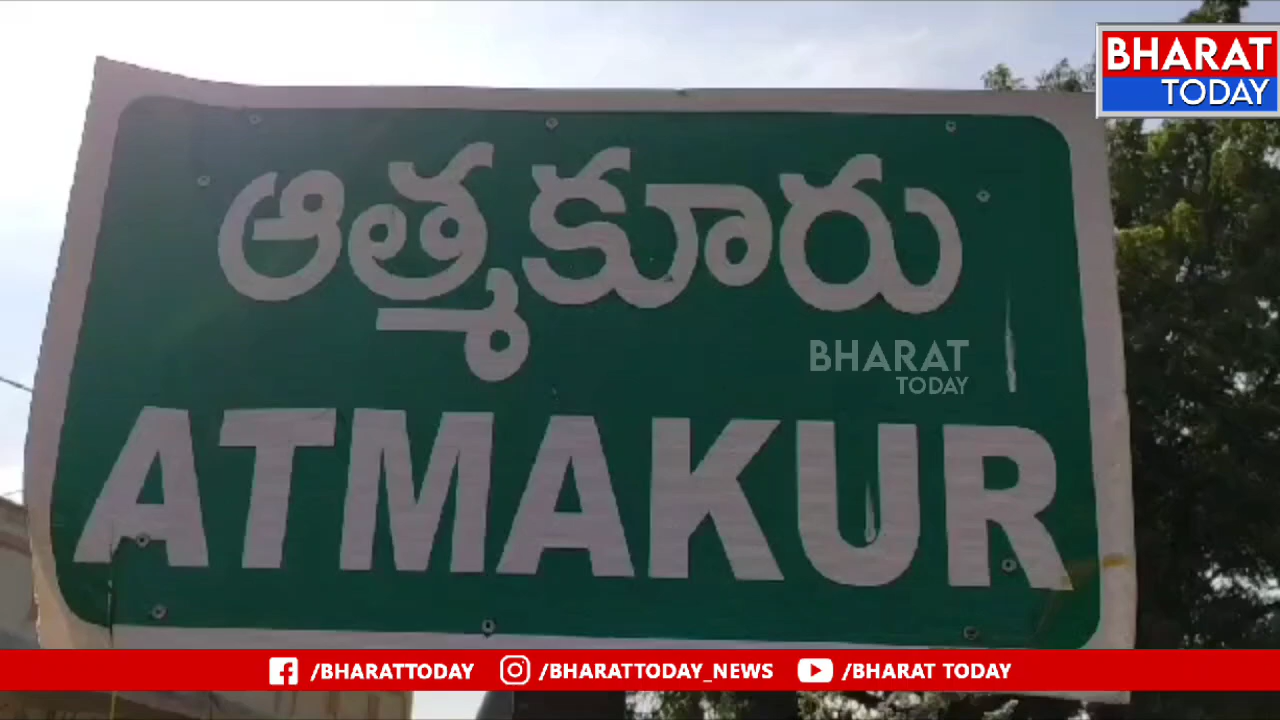 BHARAT
TODAY
ఆత్మకూరు
BHARAT
TODAY
ATMAKUR
/BHARATTODAY /BHARATTODAY_NEWS /BHARAT TODAY